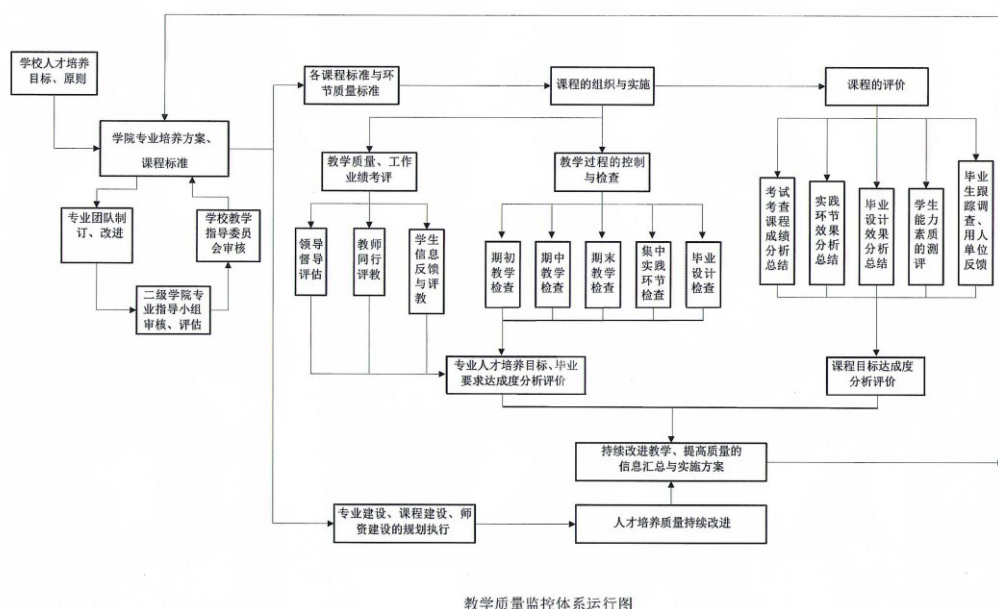 学校人才培养
目标、原则
各课程标准与环
节质量标准
课程的组织与实施
课程的评价
学院专业培养方案、
课程标准
教学质量、工作
业绩考评
教学过程的控制
与检查
专业团队制
订、改进
学校教学
指导委员
会审核
二级学院专
业指导小组
审核、评估
领导
督导
评估
教师
同行
评教
学生
信息
反馈
与评
教
期初
教学
检查
期中
教学
检查
期末
教学
检查
集中
实践
环节
检查
毕业
设计
检查
考试
考查
课程
成绩
分析
总结
实践
环节
效果
分析
总结
毕业
设计
效果
分析
总结
学生
能力
素质
的测
评
毕业
生跟
踪调
查、
用人
单位
反馈
专业人才培养目标、毕业
要求达成度分析评价
课程目标达成度
分析评价
持续改进教学、提高质量的
信息汇总与实施方案
专业建设、课程建设、师
资建设的规划执行
人才培养质量持续改进
教学质量监控体系运行图